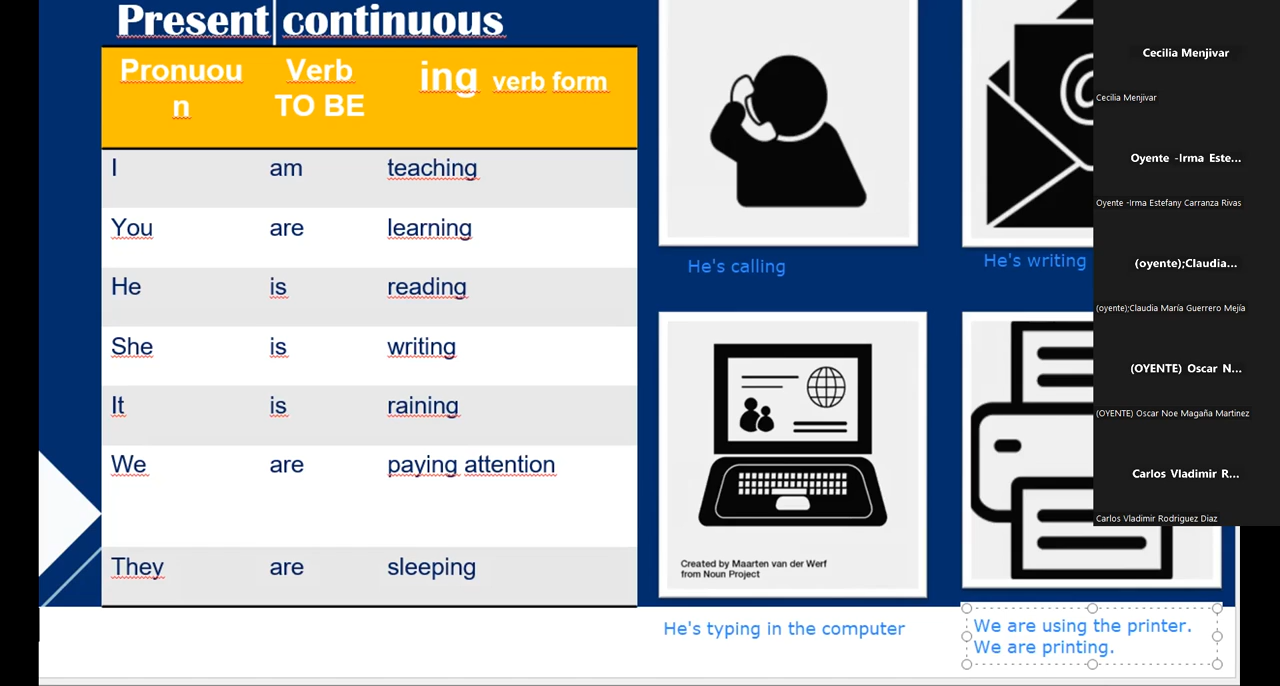 Present continuous
Pronuou
n
Verb
TO BE
ing verb form
I am teaching
You are learning
He is reading
She is writing
It is raining
We are paying attention
They are sleeping
He's calling
He's writing
Created by Maarten van der Werf
from Noun Project
He's typing in the computer
We are using the printer.
We are printing.
Cecilia Menjivar
Cecilia Menjivar
Oyente -Irma Este...
Oyente -Irma Estefany Carranza Rivas
(oyente);Claudia...
(oyente);Claudia María Guerrero Mejía
(OYENTE) Oscar N...
(OYENTE) Oscar Noe Magaña Martinez
Carlos Vladimir R...
Carlos Vladimir Rodriguez Diaz